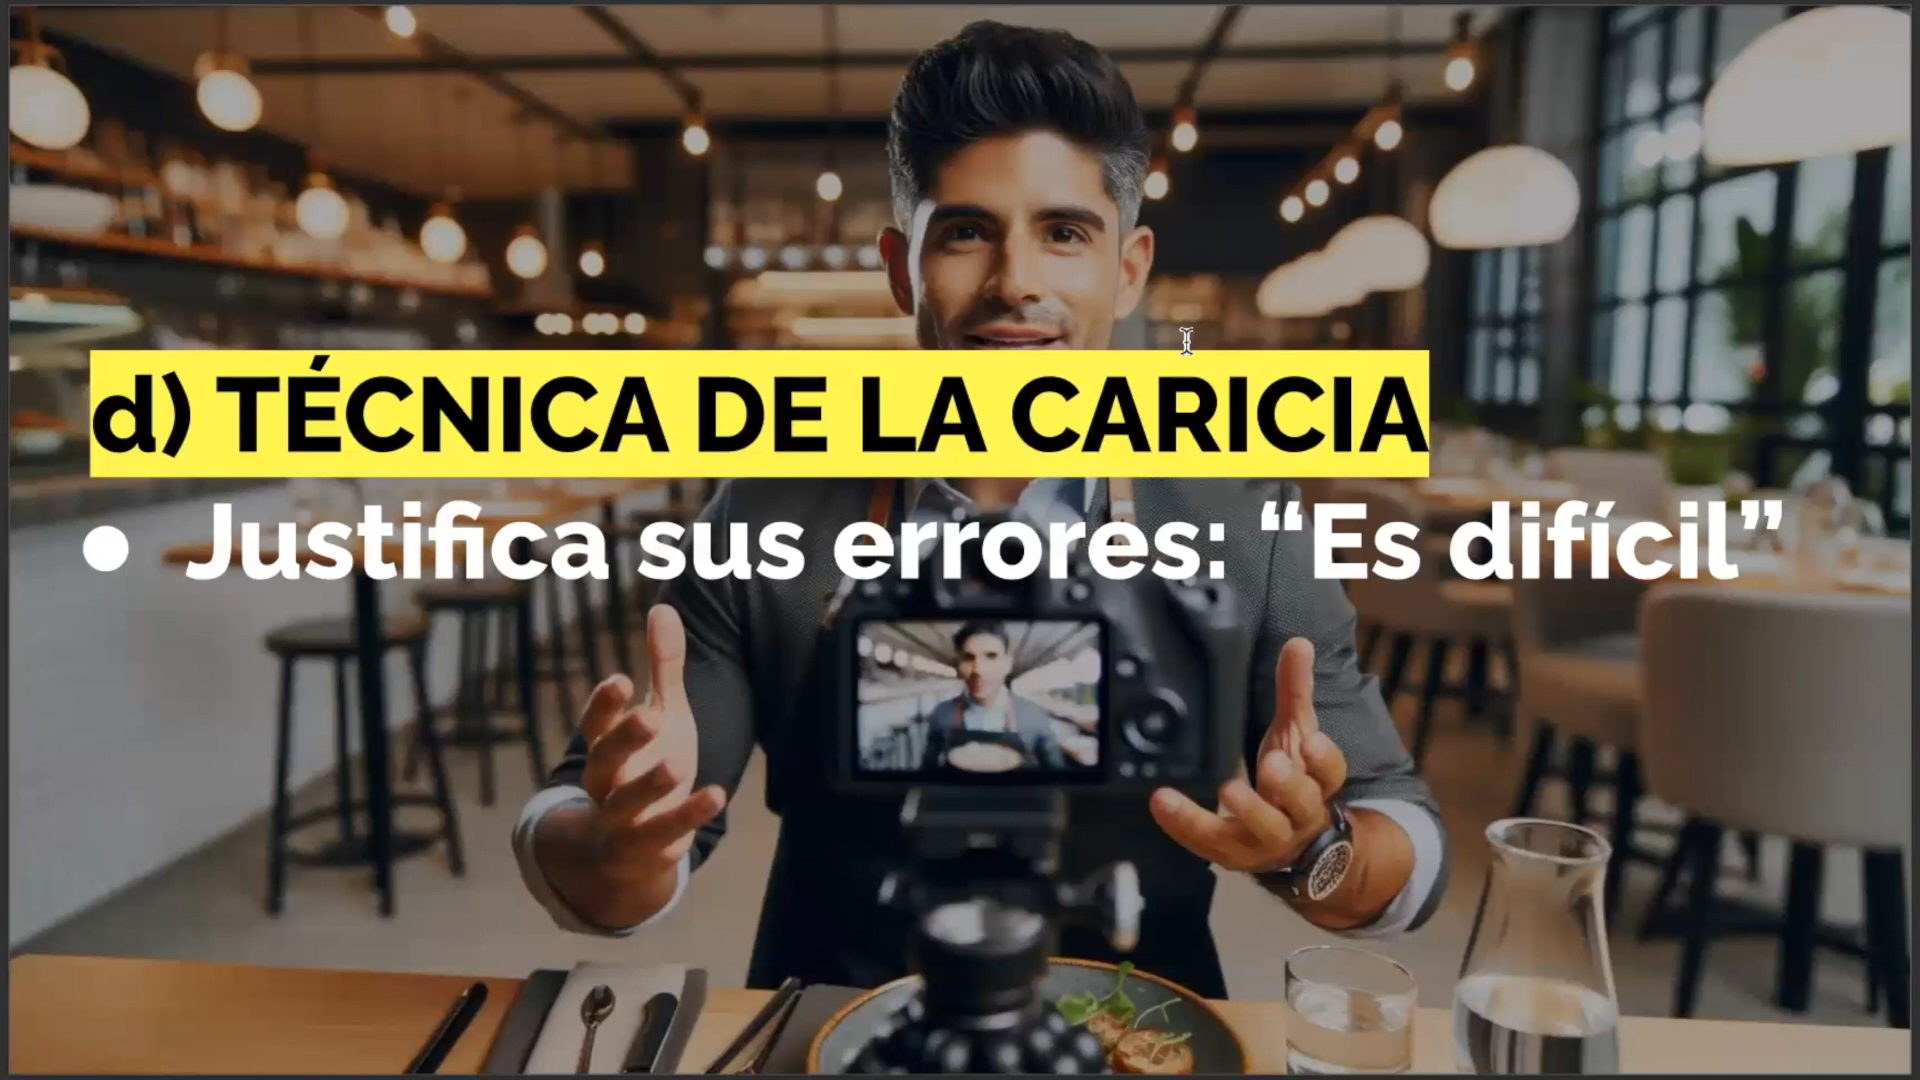 d) TÉCNICA DE LA CARICIA
● Justifica sus errores: “Es difícil”